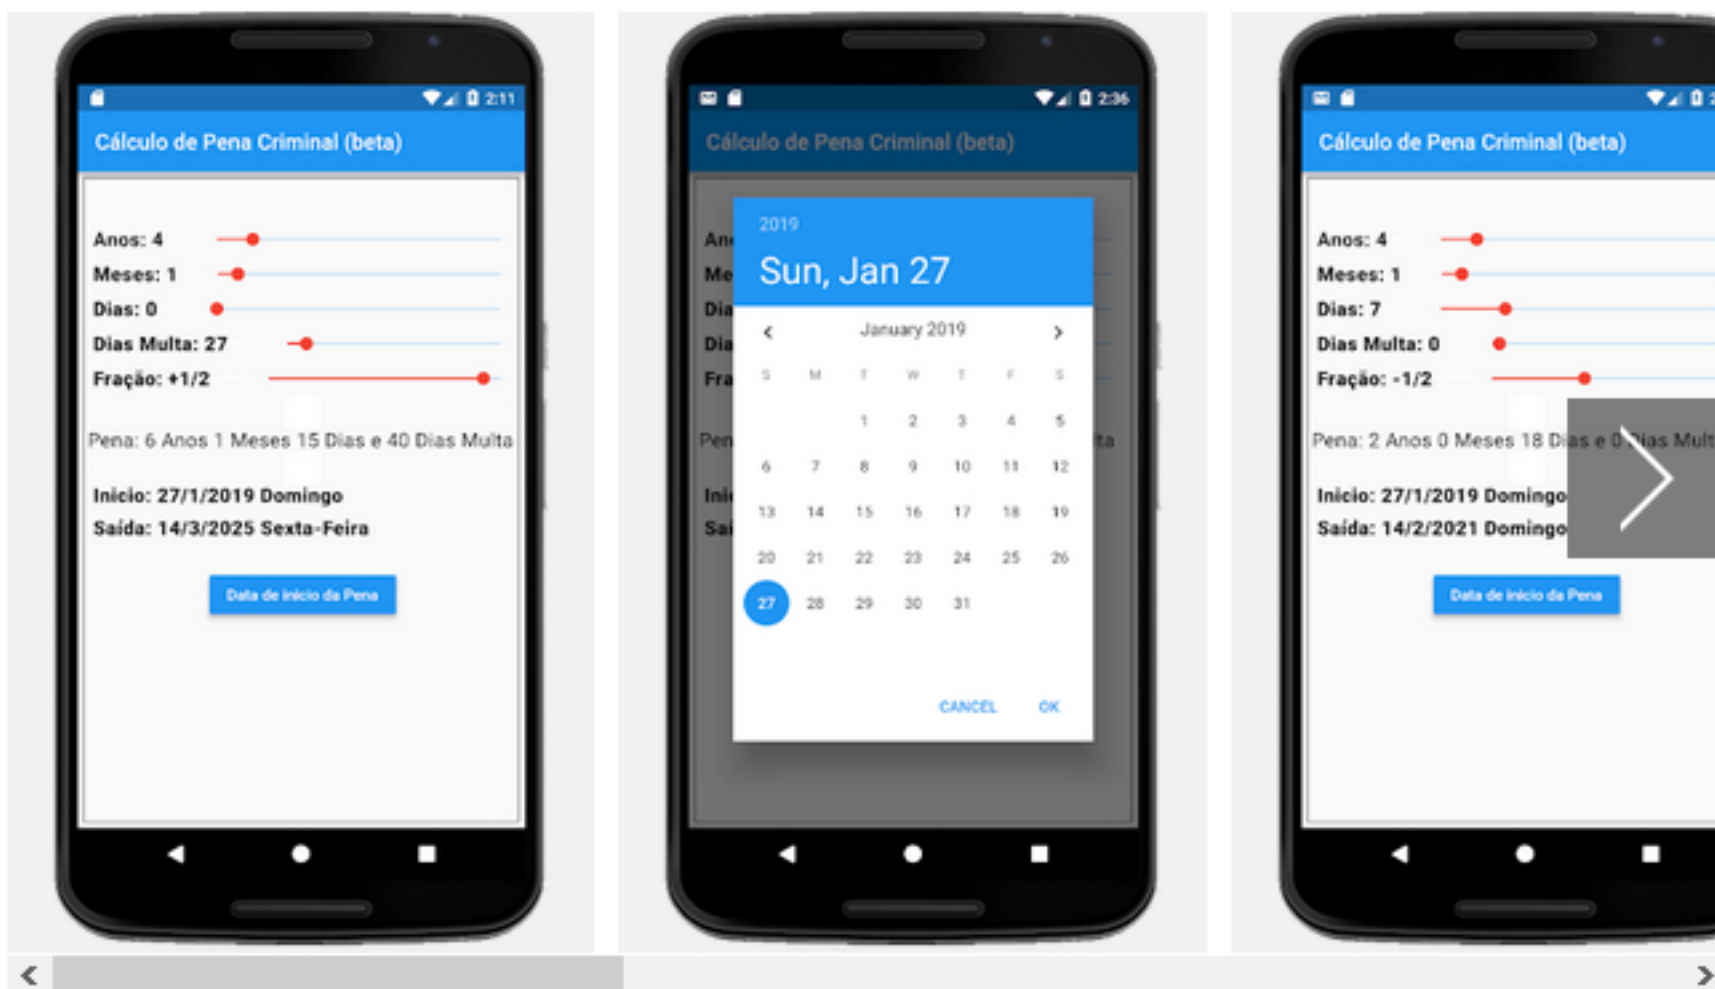 2:11
Cálculo de Pena Criminal (beta)
Anos: 4
Meses: 1
Dias: 0
Dias Multa: 27
Fração: +1/2
Pena: 6 Anos 1 Meses 15 Dias e 40 Dias Multa
Inicio: 27/1/2019 Domingo
Saída: 14/3/2025 Sexta-Feira
Data de inicio da Pena
2:36
Cálculo de Pena Criminal (beta)
2019
Sun, Jan 27
January 2019
S M T W T F S
1 2 3 4 5
6 7 8 9 10 11 12
13 14 15 16 17 18 19
20 21 22 23 24 25 26
27 28 29 30 31
CANCEL OK
Cálculo de Pena Criminal (beta)
Anos: 4
Meses: 1
Dias: 7
Dias Multa: 0
Fração: -1/2
Pena: 2 Anos 0 Meses 18 Dias e 0 Dias Mult
Inicio: 27/1/2019 Domingo
Saída: 14/2/2021 Domingo
Data de inicio da Pena